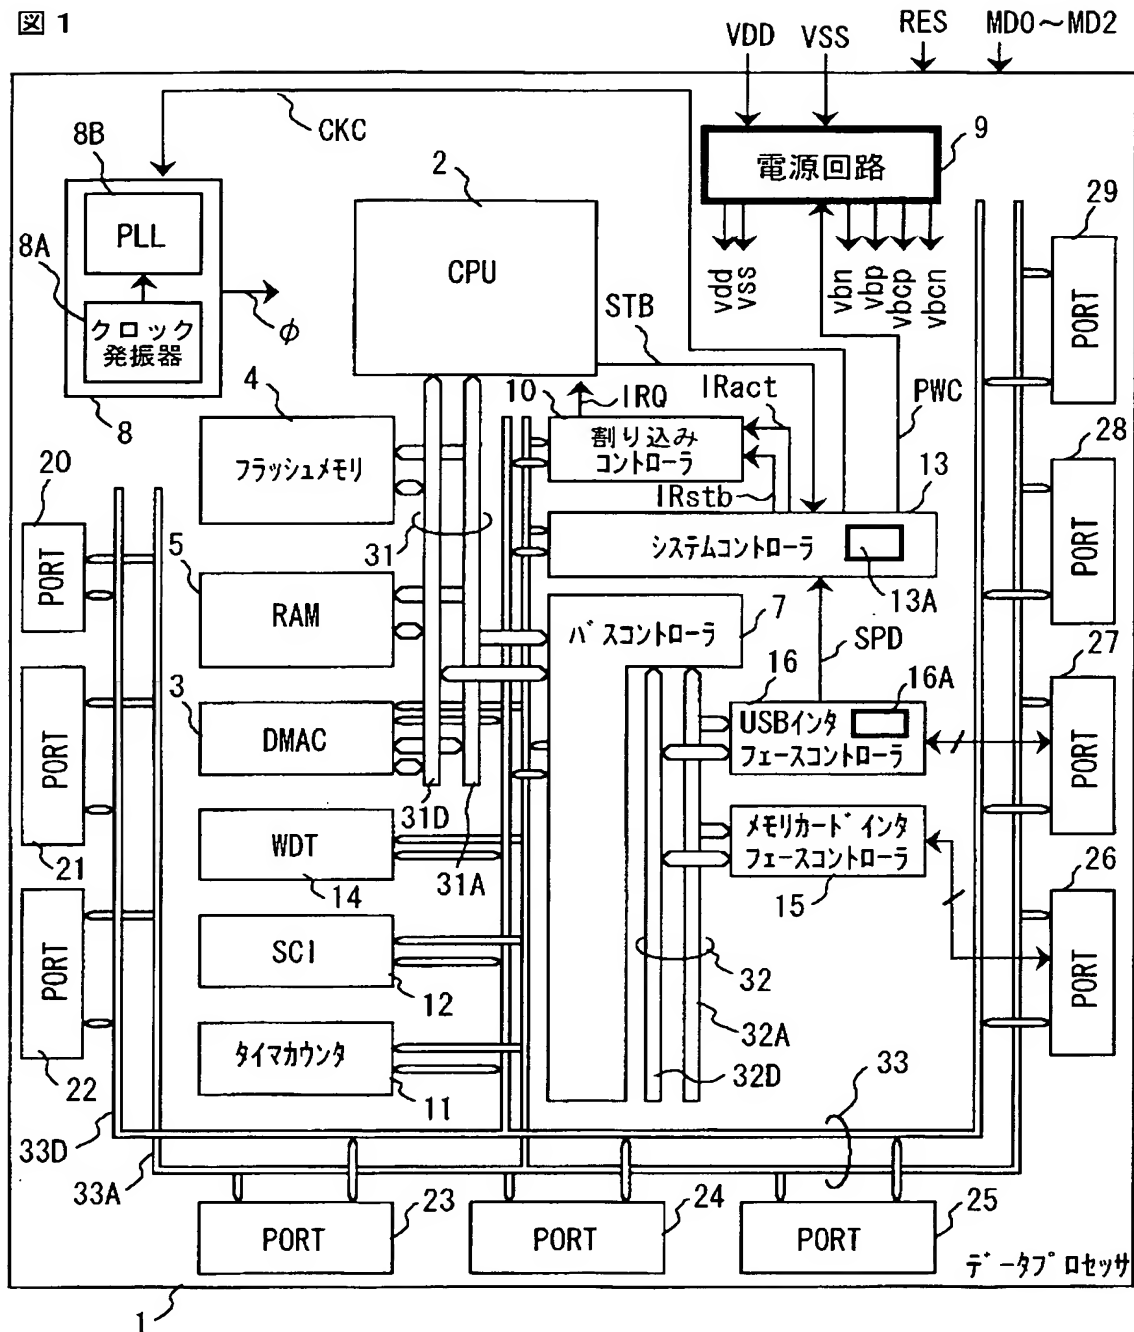 図 1
VDD
VSS
RES
MD0～MD2
CKC
8B
PLL
8A
クロック
発振器
φ
8
2
CPU
9
電源回路
vdd
vss
vbn
vbp
vbcp
vbcn
29
PORT
STB
4
フラッシュメモリ
10
IRQ
割り込み
コントローラ
IRact
IRstb
PWC
28
PORT
20
PORT
31
13
システムコントローラ
13A
5
RAM
バスコントローラ
7
SPD
27
PORT
3
DMAC
16
USBインタ
フェースコントローラ
16A
21
PORT
31D
31A
WDT
14
メモリカードインタ
フェースコントローラ
15
26
PORT
22
PORT
SCI
12
32
32A
32D
タイマカウンタ
11
33
33D
33A
PORT
23
PORT
24
PORT
25
データプロセッサ
1